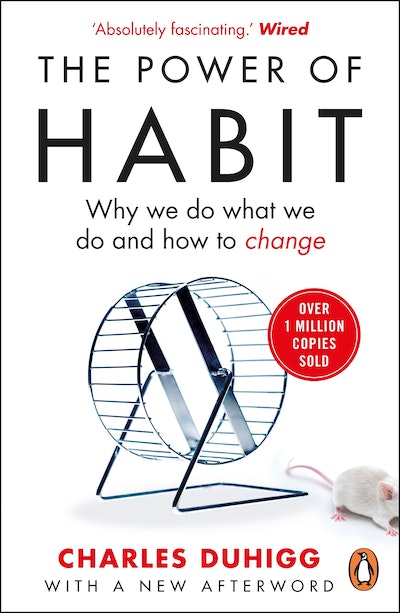 ‘Absolutely fascinating.’ Wired
THE POWER OF
HABIT
Why we do what we
do and how to change
OVER
1 MILLION
COPIES
SOLD
CHARLES DUHIGG
WITH A NEW AFTERWORD